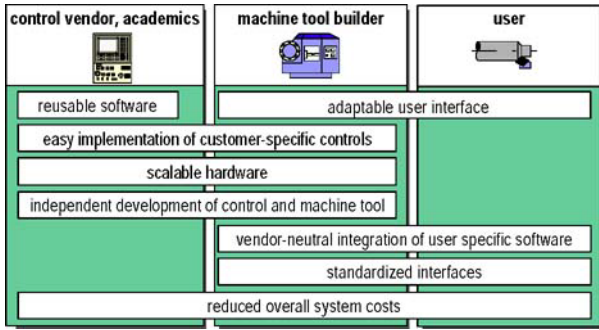 control vendor, academics
machine tool builder
user
reusable software
adaptable user interface
easy implementation of customer-specific controls
scalable hardware
independent development of control and machine tool
vendor-neutral integration of user specific software
standardized interfaces
reduced overall system costs